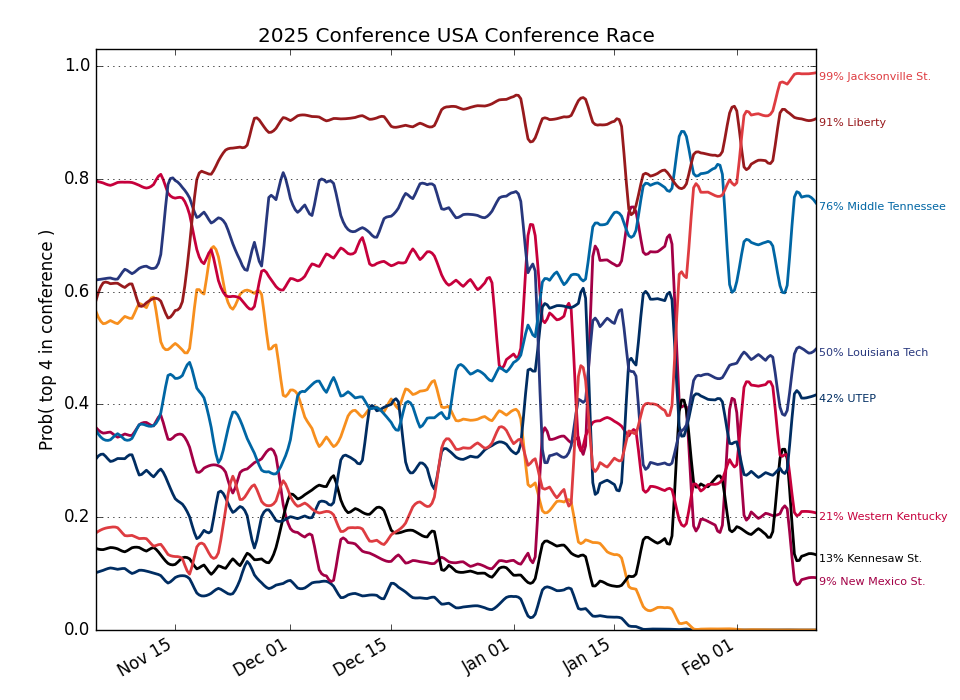 2025 Conference USA Conference Race
Prob( top 4 in conference )
1.0
0.8
0.6
0.4
0.2
0.0
Nov 15
Dec 01
Dec 15
Jan 01
Jan 15
Feb 01
99% Jacksonville St.
91% Liberty
76% Middle Tennessee
50% Louisiana Tech
42% UTEP
21% Western Kentucky
13% Kennesaw St.
9% New Mexico St.